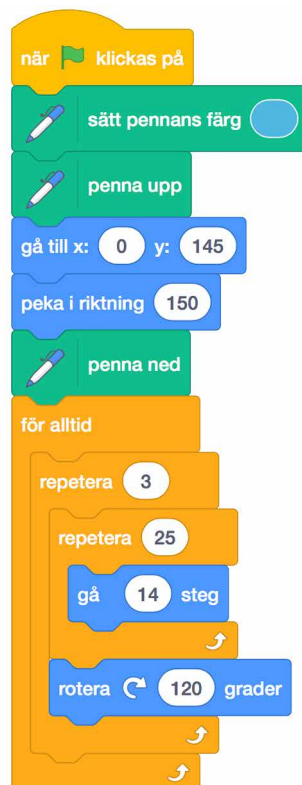 när klickas på
sätt pennans färg
penna upp
gå till x: 0 y: 145
peka i riktning 150
penna ned
för alltid
repetera 3
repetera 25
gå 14 steg
rotera 120 grader